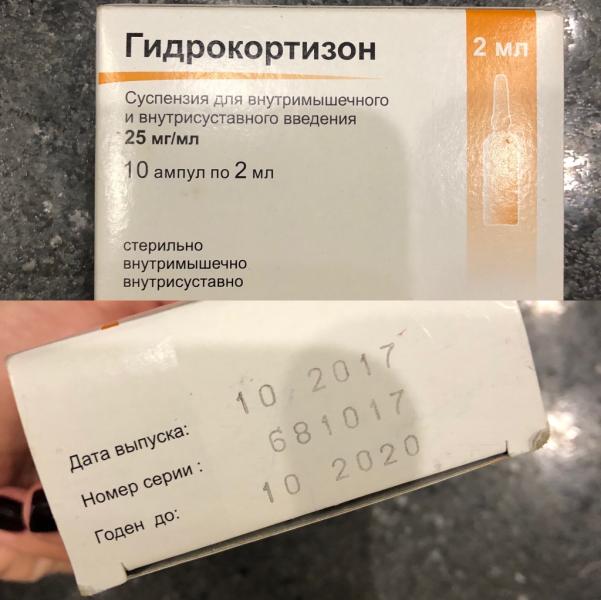 Гидрокортизон
2 мл
Суспензия для внутримышечного
и внутрисуставного введения
25 мг/мл
10 ампул по 2 мл
стерильно
внутримышечно
внутрисуставно
Дата выпуска: 10 2017
Номер серии : 681017
Годен до: 10 2020